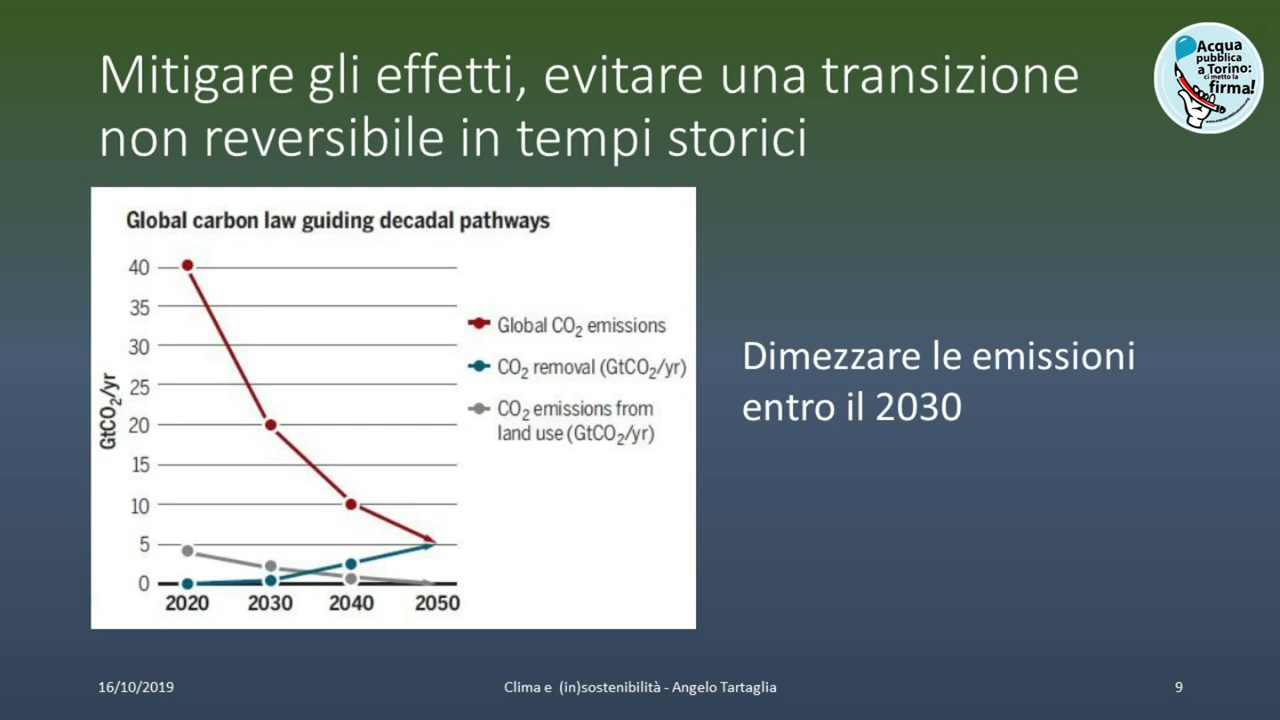 Mitigare gli effetti, evitare una transizione
non reversibile in tempi storici
Acqua
pubblica
a Torino:
ci metto la
firma!
Global carbon law guiding decadal pathways
GtCO₂/yr
40
35
30
25
20
15
10
5
0
2020 2030 2040 2050
Global CO₂ emissions
CO₂ removal (GtCO₂/yr)
CO₂ emissions from
land use (GtCO₂/yr)
Dimezzare le emissioni
entro il 2030
16/10/2019
Clima e (in)sostenibilità - Angelo Tartaglia
9